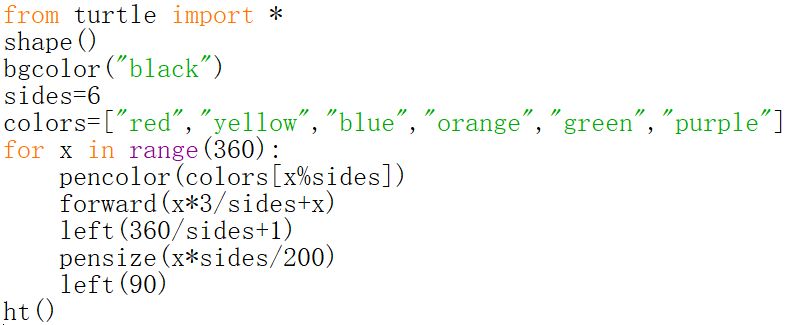 from turtle import *
shape()
bgcolor("black")
sides=6
colors=["red","yellow","blue","orange","green","purple"]
for x in range(360):
    pencolor(colors[x%sides])
    forward(x*3/sides+x)
    left(360/sides+1)
    pensize(x*sides/200)
    left(90)
ht()